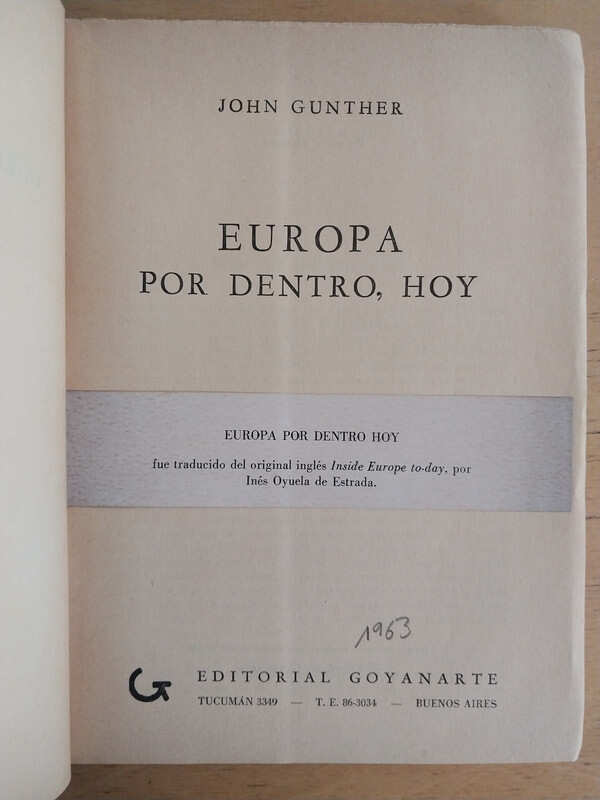 JOHN GUNTHER
EUROPA
POR DENTRO, HOY
EUROPA POR DENTRO HOY
fue traducido del original inglés Inside Europe to-day, por
Inés Oyuela de Estrada.
1963
EDITORIAL GOYANARTE
TUCUMÁN 3349 — T. E. 86-3034 — BUENOS AIRES